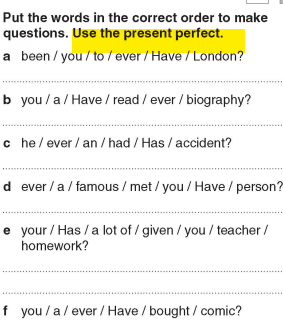 Put the words in the correct order to make
questions. Use the present perfect.
a been / you / to / ever / Have / London?
b you / a / Have / read / ever / biography?
c he / ever / an / had / Has / accident?
d ever / a / famous / met / you / Have / person?
e your / Has / a lot of / given / you / teacher /
homework?
f you / a / ever / Have / bought / comic?